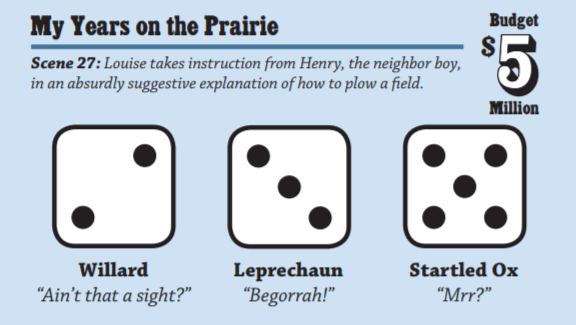 My Years on the Prairie
Budget
$5
Million
Scene 27: Louise takes instruction from Henry, the neighbor boy,
in an absurdly suggestive explanation of how to plow a field.
Willard
"Ain't that a sight?"
Leprechaun
"Begorrah!"
Startled Ox
"Mrr?"